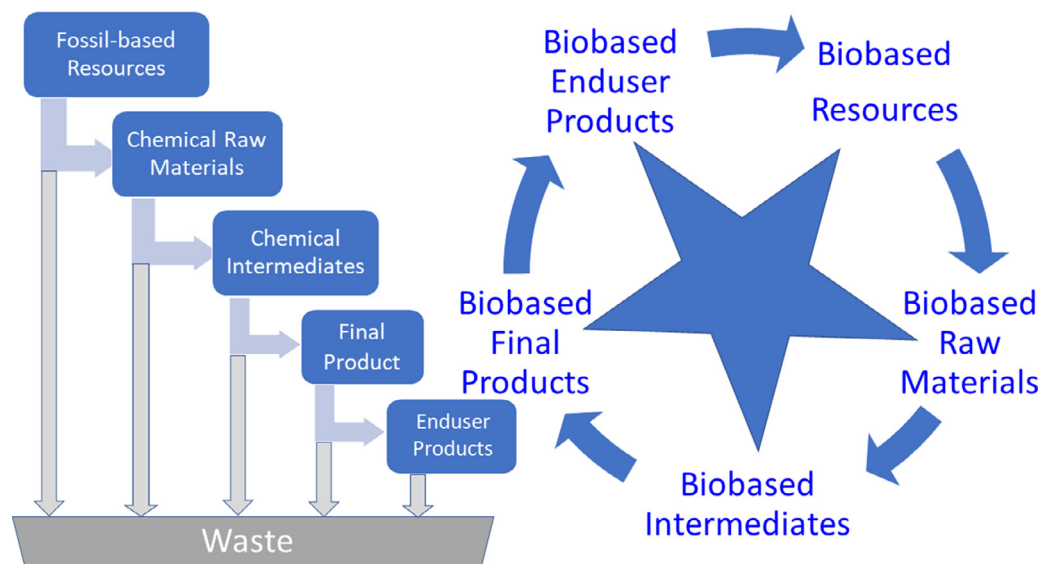 Fossil-based
Resources
Chemical Raw
Materials
Chemical
Intermediates
Final
Product
Enduser
Products
Waste
Biobased
Enduser
Products
Biobased
Resources
Biobased
Raw
Materials
Biobased
Intermediates
Biobased
Final
Products